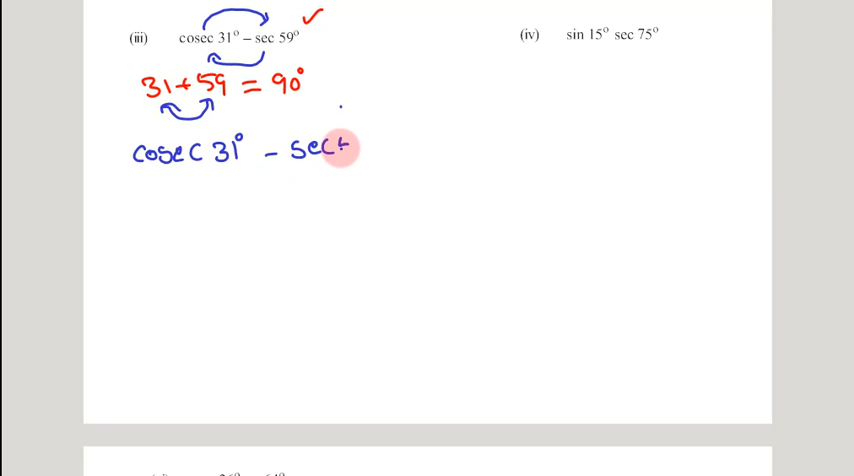 (iii) cosec 31° – sec 59° ✓
(iv) sin 15° sec 75°
31+59 = 90°
cosec 31° – sec